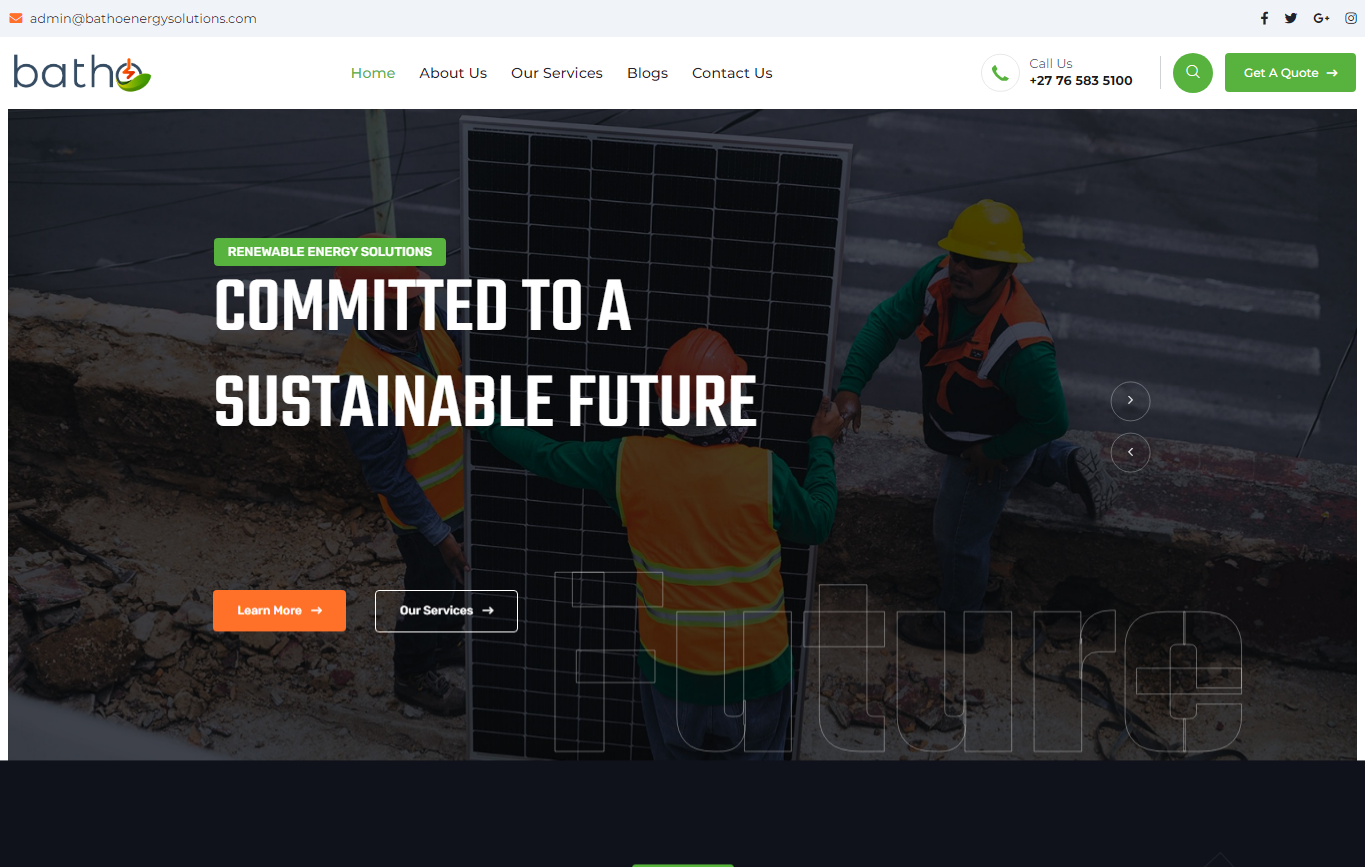 admin@bathoenergysolutions.com
batho
Home About Us Our Services Blogs Contact Us
Call Us
+27 76 583 5100
Get A Quote →
RENEWABLE ENERGY SOLUTIONS
COMMITTED TO A
SUSTAINABLE FUTURE
Learn More → Our Services →
Future